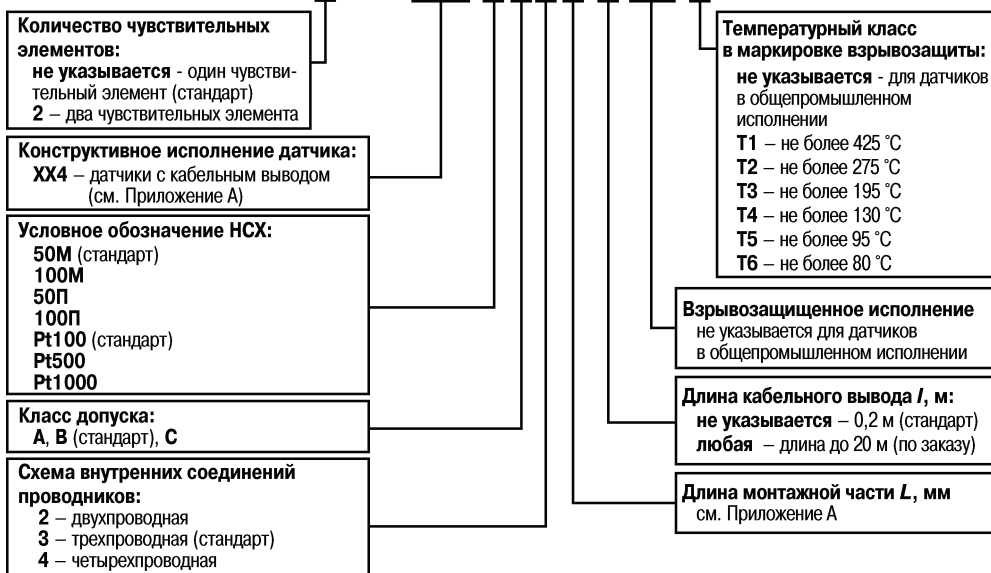 Количество чувствительных
элементов:
не указывается - один чувстви-
тельный элемент (стандарт)
2 – два чувствительных элемента
Конструктивное исполнение датчика:
XX4 – датчики с кабельным выводом
(см. Приложение А)
Условное обозначение НСХ:
50М (стандарт)
100М
50П
100П
Pt100 (стандарт)
Pt500
Pt1000
Класс допуска:
А, В (стандарт), С
Схема внутренних соединений
проводников:
2 – двухпроводная
3 – трехпроводная (стандарт)
4 – четырехпроводная
Температурный класс
в маркировке взрывозащиты:
не указывается - для датчиков
в общепромышленном
исполнении
Т1 – не более 425 °С
Т2 – не более 275 °С
Т3 – не более 195 °С
Т4 – не более 130 °С
Т5 – не более 95 °С
Т6 – не более 80 °С
Взрывозащищенное исполнение
не указывается для датчиков
в общепромышленном исполнении
Длина кабельного вывода l, м:
не указывается – 0,2 м (стандарт)
любая – длина до 20 м (по заказу)
Длина монтажной части L, мм
см. Приложение А